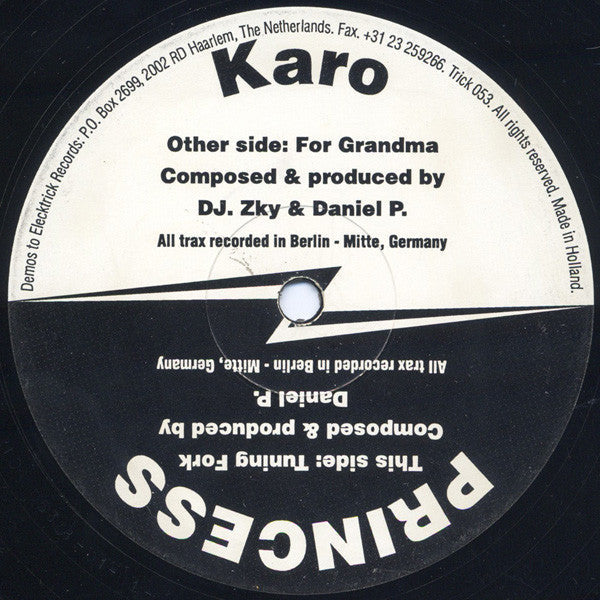 Demos to Elecktrick Records: P.O. Box 2699, 2002 RD Haarlem, The Netherlands. Fax. +31 23 259266. Trick 053. All rights reserved. Made in Holland.
Karo
Other side: For Grandma
Composed & produced by
DJ. Zky & Daniel P.
All trax recorded in Berlin - Mitte, Germany
PRINCESS
This side: Tuning Fork
Composed & produced by
Daniel P.
All trax recorded in Berlin - Mitte, Germany